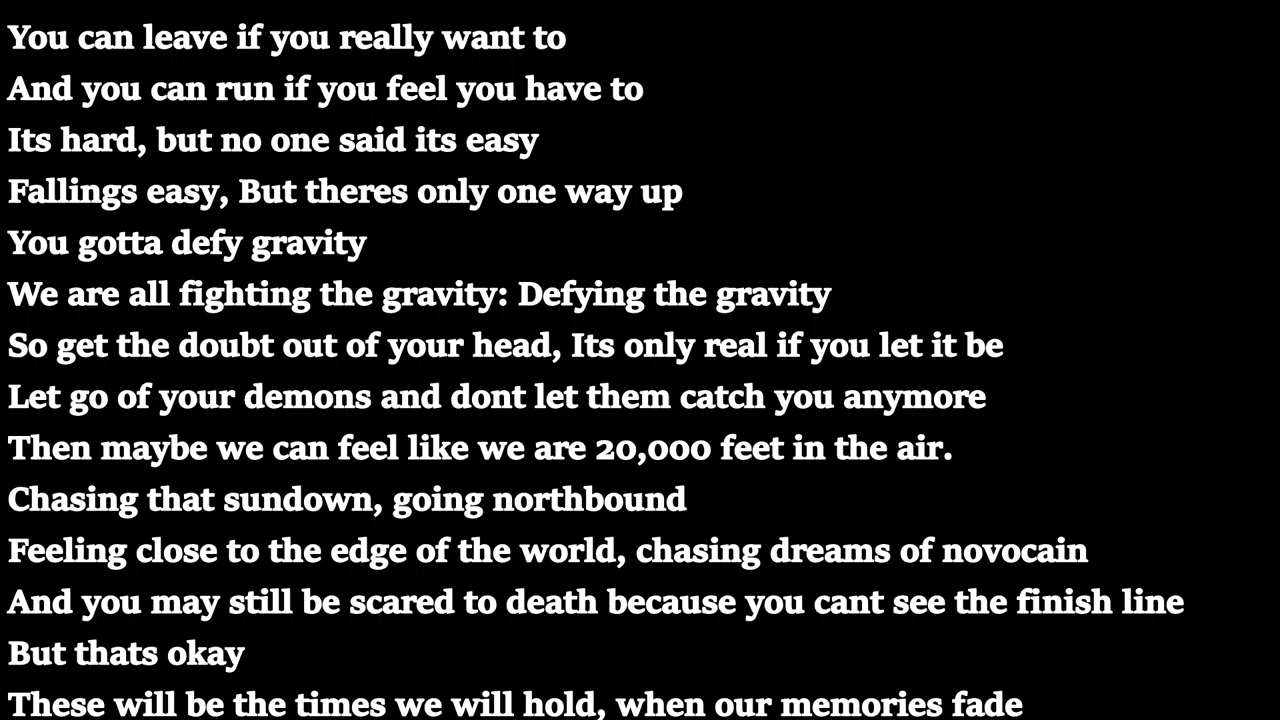 You can leave if you really want to
And you can run if you feel you have to
Its hard, but no one said its easy
Fallings easy, But theres only one way up
You gotta defy gravity
We are all fighting the gravity: Defying the gravity
So get the doubt out of your head, Its only real if you let it be
Let go of your demons and dont let them catch you anymore
Then maybe we can feel like we are 20,000 feet in the air.
Chasing that sundown, going northbound
Feeling close to the edge of the world, chasing dreams of novocain
And you may still be scared to death because you cant see the finish line
But thats okay
These will be the times we will hold, when our memories fade